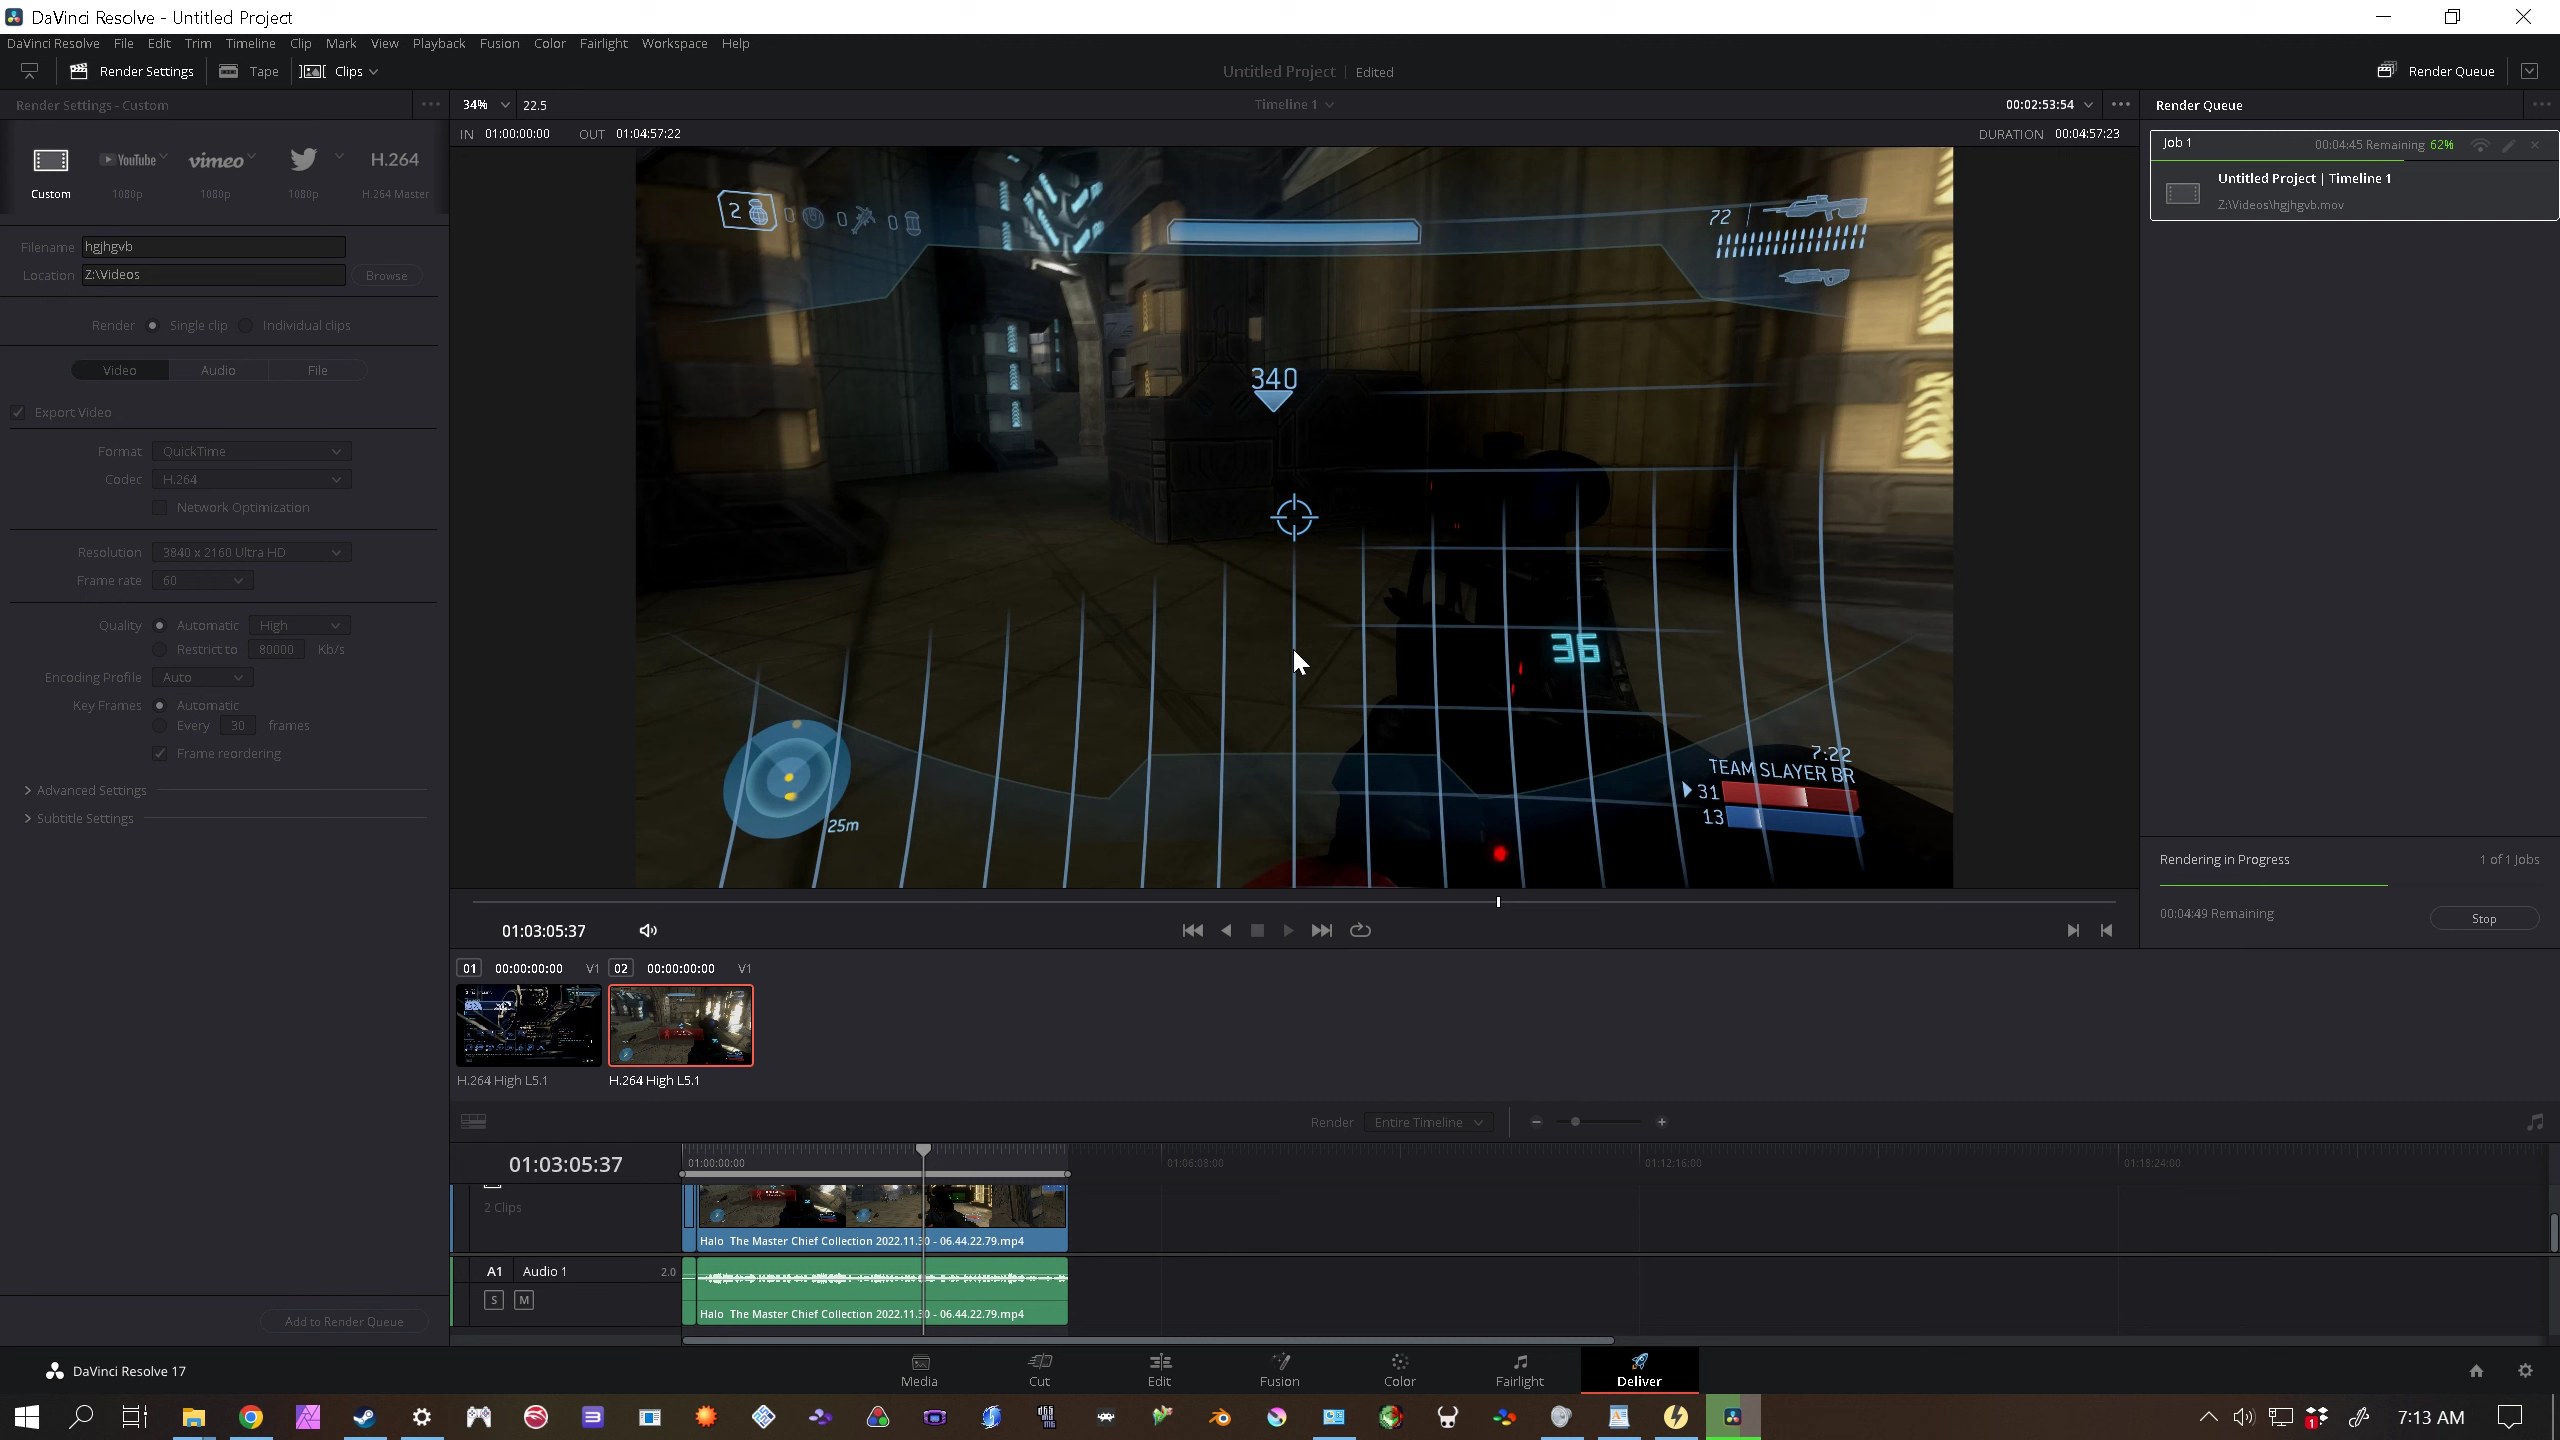 DaVinci Resolve - Untitled Project
DaVinci Resolve File Edit Trim Timeline Clip Mark View Playback Fusion Color Fairlight Workspace Help
Render Settings Tape Clips Untitled Project Edited Render Queue
Render Settings - Custom 34% 22.5 Timeline 1 00:02:53:54 Render Queue
IN 01:00:00:00 OUT 01:04:57:22 DURATION 00:04:57:23
Job 1 00:04:45 Remaining 62%
Untitled Project | Timeline 1
Z:\Videos\hgjhgvb.mov
YouTube vimeo H.264
Custom 1080p 1080p 1080p H.264 Master
Filename hgjhgvb
Location Z:\Videos Browse
Render Single clip Individual clips
Video Audio File
Export Video
Format QuickTime
Codec H.264
Network Optimization
Resolution 3840 x 2160 Ultra HD
Frame rate 60
Quality Automatic High
Restrict to 80000 Kb/s
Encoding Profile Auto
Key Frames Automatic
Every 30 frames
Frame reordering
Advanced Settings
Subtitle Settings
Add to Render Queue
2 0 0 0
72
340
36
25m
7:22
TEAM SLAYER BR
31
13
Rendering in Progress 1 of 1 Jobs
00:04:49 Remaining Stop
01:03:05:37
01 00:00:00:00 V1 02 00:00:00:00 V1
H.264 High L5.1 H.264 High L5.1
Render Entire Timeline
01:03:05:37 01:00:00:00 01:06:08:00 01:12:16:00 01:18:24:00
2 Clips
Halo The Master Chief Collection 2022.11.30 - 06.44.22.79.mp4
A1 Audio 1 2.0
S M
Halo The Master Chief Collection 2022.11.30 - 06.44.22.79.mp4
DaVinci Resolve 17 Media Cut Edit Fusion Color Fairlight Deliver
1 7:13 AM